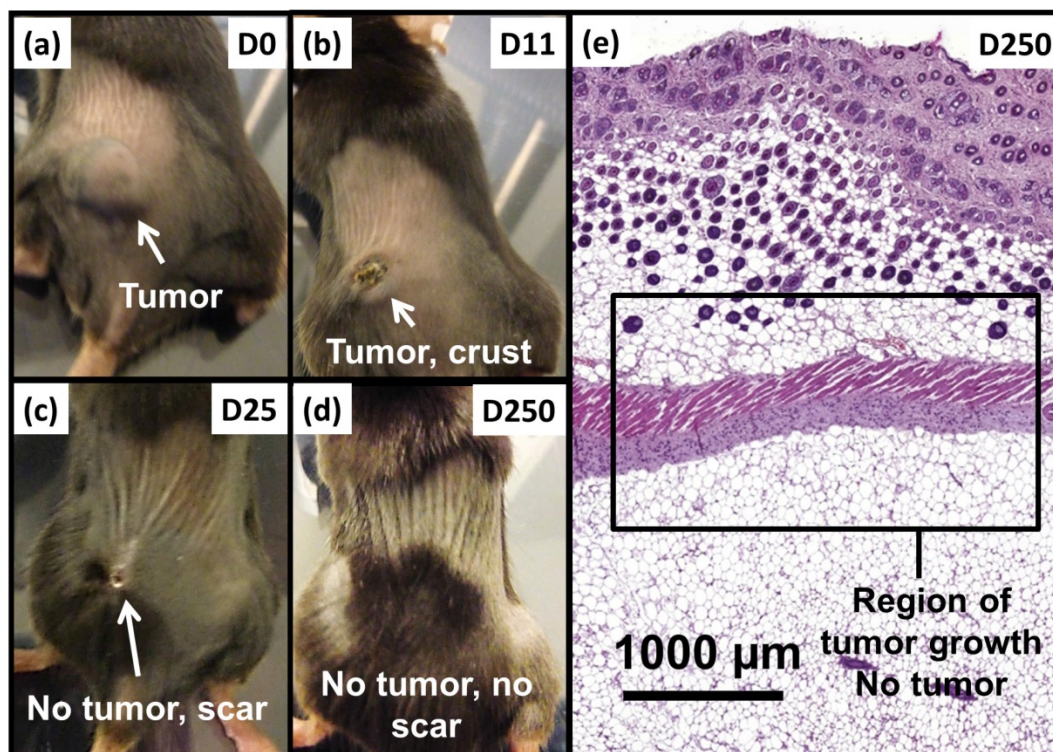 (a) D0
Tumor
(b) D11
Tumor, crust
(c) D25
No tumor, scar
(d) D250
No tumor, no
scar
(e) D250
Region of
tumor growth
No tumor
1000 µm